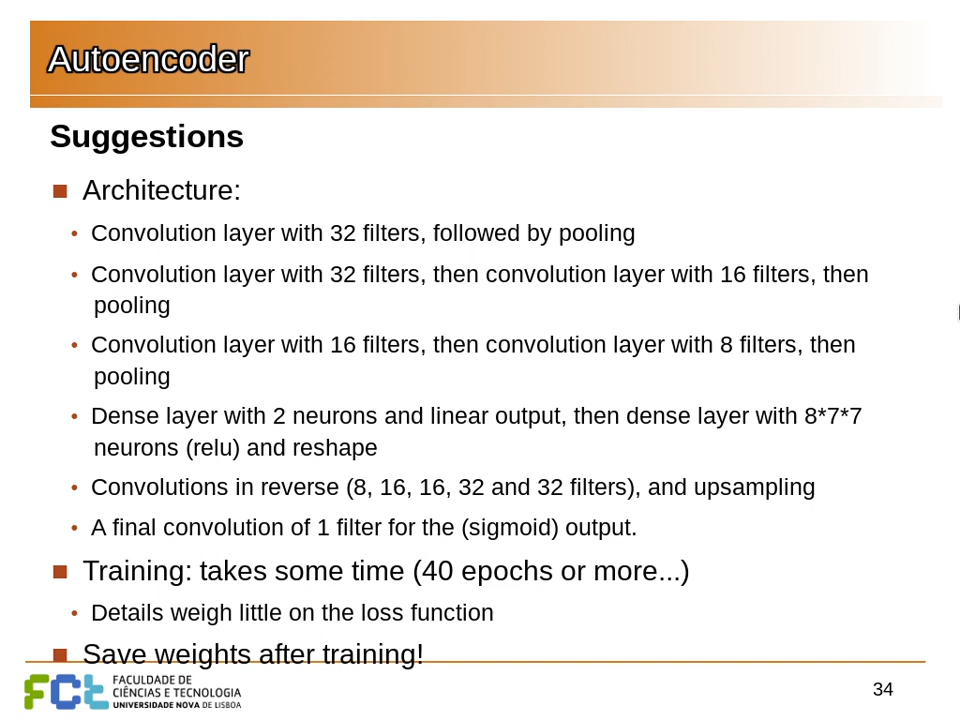 Autoencoder
Suggestions
Architecture:
Convolution layer with 32 filters, followed by pooling
Convolution layer with 32 filters, then convolution layer with 16 filters, then
pooling
Convolution layer with 16 filters, then convolution layer with 8 filters, then
pooling
Dense layer with 2 neurons and linear output, then dense layer with 8*7*7
neurons (relu) and reshape
Convolutions in reverse (8, 16, 16, 32 and 32 filters), and upsampling
A final convolution of 1 filter for the (sigmoid) output.
Training: takes some time (40 epochs or more...)
Details weigh little on the loss function
Save weights after training!
FCt
FACULDADE DE
CIÊNCIAS E TECNOLOGIA
UNIVERSIDADE NOVA DE LISBOA
34